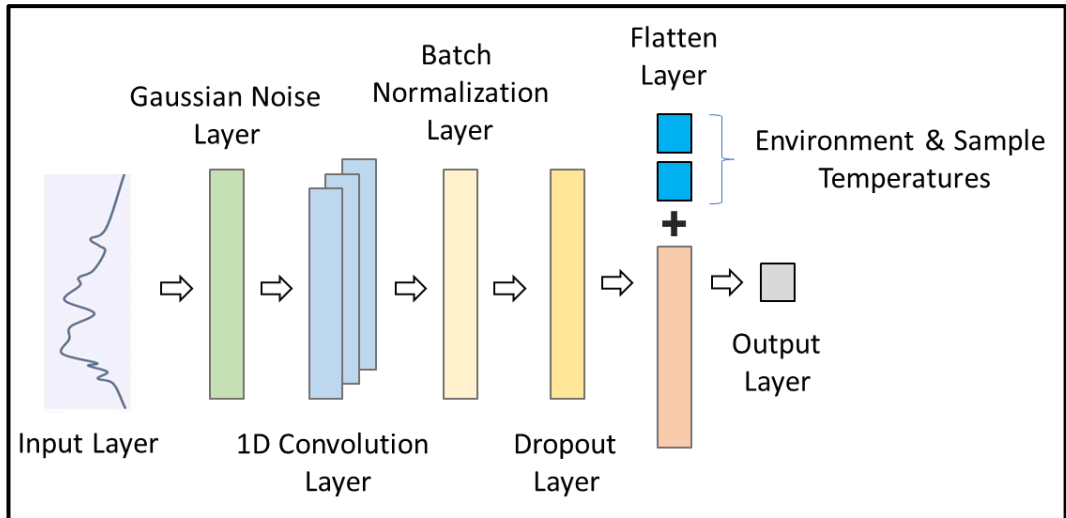 Gaussian Noise
Layer
Batch
Normalization
Layer
Flatten
Layer
Environment & Sample
Temperatures
+
Input Layer
1D Convolution
Layer
Dropout
Layer
Output
Layer